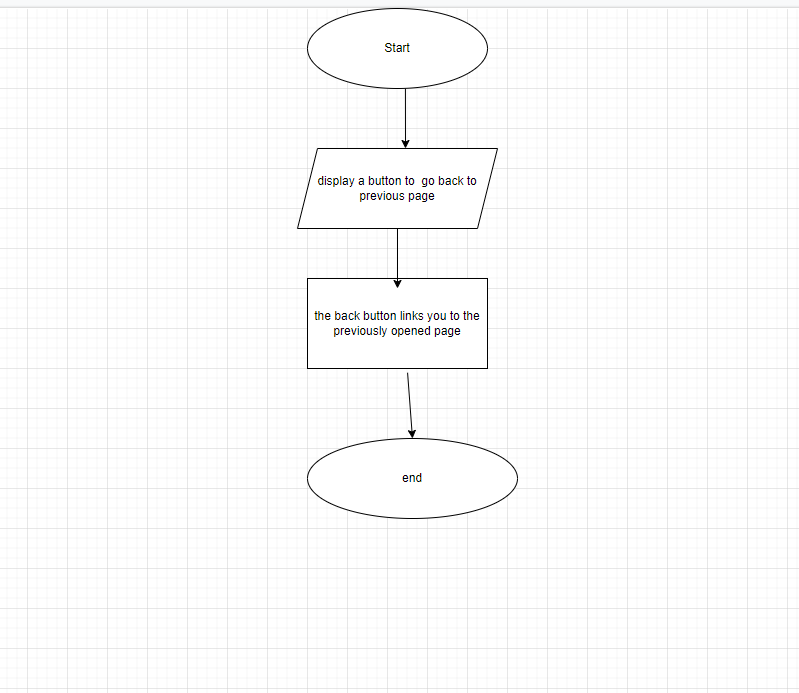 Start
display a button to  go back to
previous page
the back button links you to the
previously opened page
end